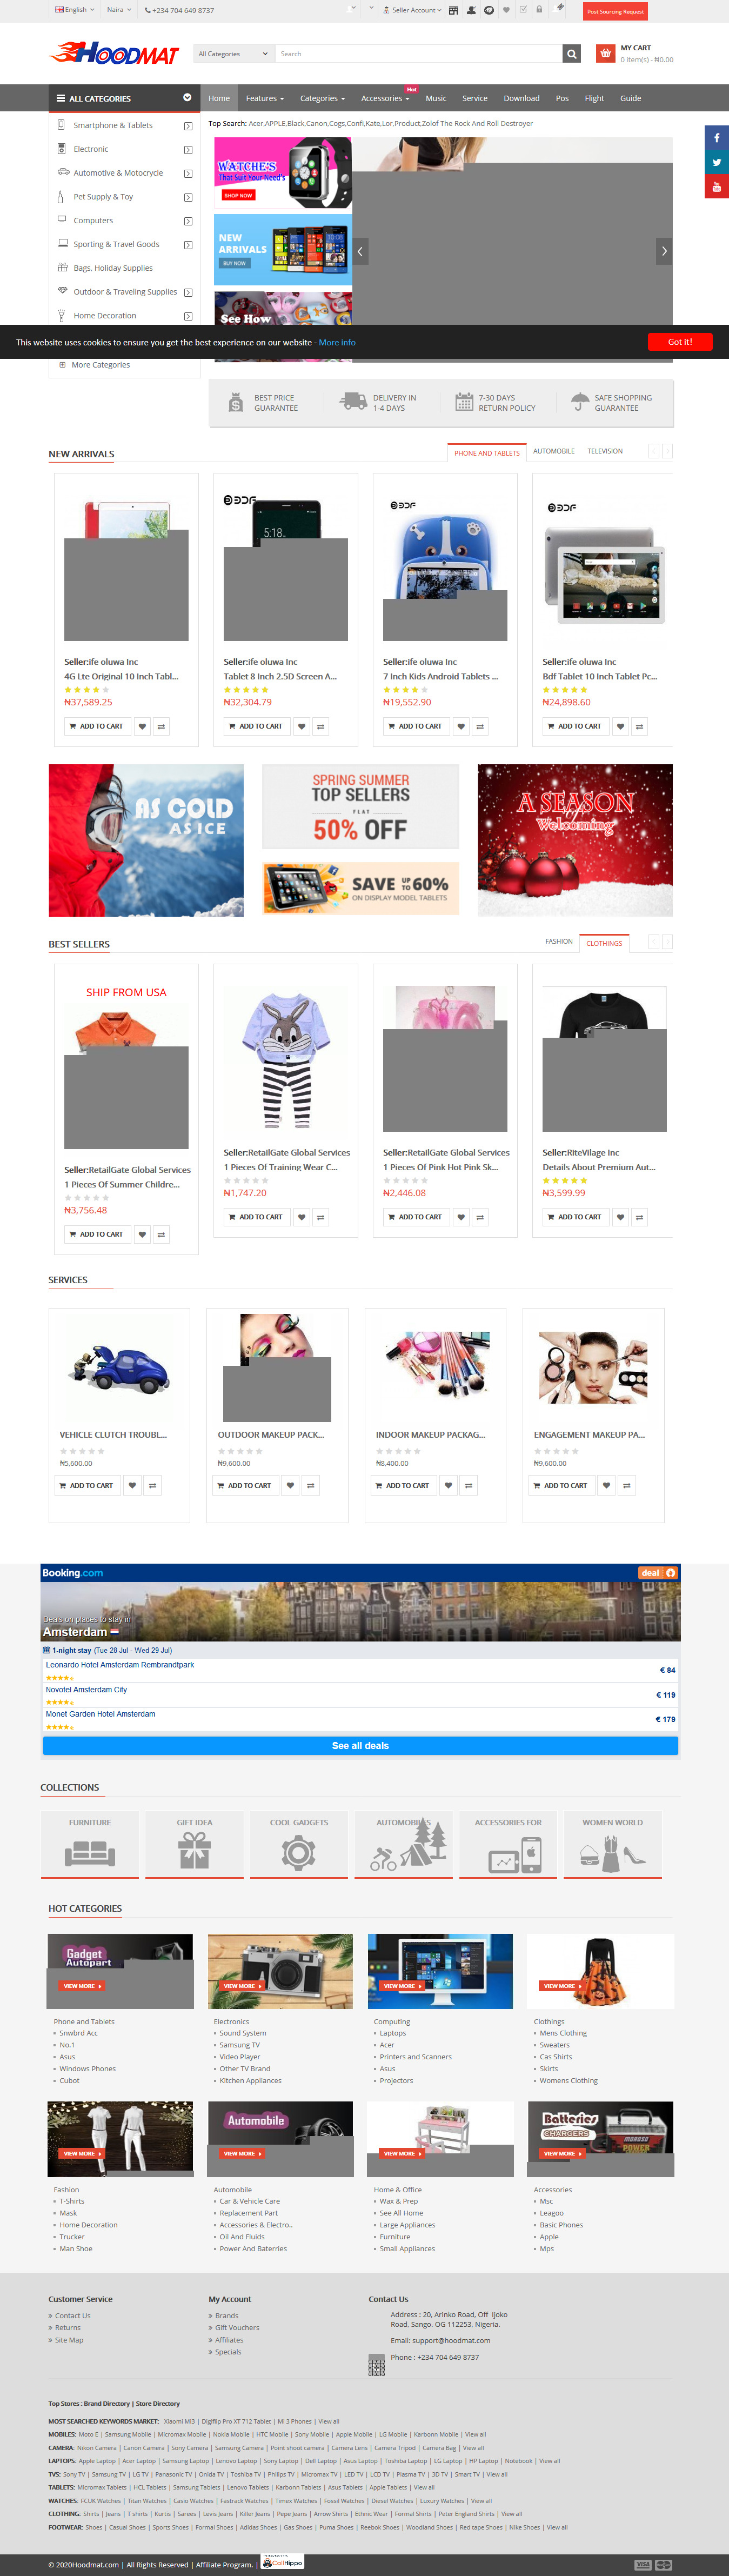 English
Naira
+234 704 649 8737
Seller Account
Post Sourcing Request
HOODMAT
All Categories
Search
MY CART
0 item(s) - ₦0.00
ALL CATEGORIES
Home
Features
Categories
Accessories
Hot
Music
Service
Download
Pos
Flight
Guide
Top Search: Acer,APPLE,Black,Canon,Cogs,Confi,Kate,Lor,Product,Zolof The Rock And Roll Destroyer
Smartphone & Tablets
Electronic
Automotive & Motocrycle
Pet Supply & Toy
Computers
Sporting & Travel Goods
Bags, Holiday Supplies
Outdoor & Traveling Supplies
Home Decoration
More Categories
WATCHE'S
That Suit Your Need's
SHOP NOW
NEW
ARRIVALS
BUY NOW
See How
This website uses cookies to ensure you get the best experience on our website - More info
Got it!
BEST PRICE
GUARANTEE
DELIVERY IN
1-4 DAYS
7-30 DAYS
RETURN POLICY
SAFE SHOPPING
GUARANTEE
NEW ARRIVALS
PHONE AND TABLETS
AUTOMOBILE
TELEVISION
BDF
5:18
BDF
BDF
Seller:ife oluwa Inc
4G Lte Original 10 Inch Tabl...
₦37,589.25
ADD TO CART
Seller:ife oluwa Inc
Tablet 8 Inch 2.5D Screen A...
₦32,304.79
ADD TO CART
Seller:ife oluwa Inc
7 Inch Kids Android Tablets ...
₦19,552.90
ADD TO CART
Seller:ife oluwa Inc
Bdf Tablet 10 Inch Tablet Pc...
₦24,898.60
ADD TO CART
AS COLD
AS ICE
SPRING SUMMER
TOP SELLERS
FLAT
50% OFF
SAVE UP TO 60%
ON DISPLAY MODEL TABLETS
A SEASON
Welcoming
BEST SELLERS
FASHION
CLOTHINGS
SHIP FROM USA
Seller:RetailGate Global Services
1 Pieces Of Summer Childre...
₦3,756.48
ADD TO CART
Seller:RetailGate Global Services
1 Pieces Of Training Wear C...
₦1,747.20
ADD TO CART
Seller:RetailGate Global Services
1 Pieces Of Pink Hot Pink Sk...
₦2,446.08
ADD TO CART
Seller:RiteVilage Inc
Details About Premium Aut...
₦3,599.99
ADD TO CART
SERVICES
VEHICLE CLUTCH TROUBL...
₦5,600.00
ADD TO CART
OUTDOOR MAKEUP PACK...
₦9,600.00
ADD TO CART
INDOOR MAKEUP PACKAG...
₦8,400.00
ADD TO CART
ENGAGEMENT MAKEUP PA...
₦9,600.00
ADD TO CART
Booking.com
deal
Deals on places to stay in
Amsterdam
1-night stay (Tue 28 Jul - Wed 29 Jul)
Leonardo Hotel Amsterdam Rembrandtpark
€ 84
Novotel Amsterdam City
€ 119
Monet Garden Hotel Amsterdam
€ 179
See all deals
COLLECTIONS
FURNITURE
GIFT IDEA
COOL GADGETS
AUTOMOBILES
ACCESSORIES FOR
WOMEN WORLD
HOT CATEGORIES
Gadget
Autopart
VIEW MORE
VIEW MORE
VIEW MORE
VIEW MORE
Phone and Tablets
Snwbrd Acc
No.1
Asus
Windows Phones
Cubot
Electronics
Sound System
Samsung TV
Video Player
Other TV Brand
Kitchen Appliances
Computing
Laptops
Acer
Printers and Scanners
Asus
Projectors
Clothings
Mens Clothing
Sweaters
Cas Shirts
Skirts
Womens Clothing
VIEW MORE
Automobile
VIEW MORE
VIEW MORE
Batteries
CHARGERS
MOROSO
POWER
VIEW MORE
Fashion
T-Shirts
Mask
Home Decoration
Trucker
Man Shoe
Automobile
Car & Vehicle Care
Replacement Part
Accessories & Electro..
Oil And Fluids
Power And Baterries
Home & Office
Wax & Prep
See All Home
Large Appliances
Furniture
Small Appliances
Accessories
Msc
Leagoo
Basic Phones
Apple
Mps
Customer Service
Contact Us
Returns
Site Map
My Account
Brands
Gift Vouchers
Affiliates
Specials
Contact Us
Address : 20, Arinko Road, Off Ijoko
Road, Sango. OG 112253, Nigeria.
Email: support@hoodmat.com
Phone : +234 704 649 8737
Top Stores : Brand Directory | Store Directory
MOST SEARCHED KEYWORDS MARKET: Xiaomi Mi3 | Digiflip Pro XT 712 Tablet | Mi 3 Phones | View all
MOBILES: Moto E | Samsung Mobile | Micromax Mobile | Nokia Mobile | HTC Mobile | Sony Mobile | Apple Mobile | LG Mobile | Karbonn Mobile | View all
CAMERA: Nikon Camera | Canon Camera | Sony Camera | Samsung Camera | Point shoot camera | Camera Lens | Camera Tripod | Camera Bag | View all
LAPTOPS: Apple Laptop | Acer Laptop | Samsung Laptop | Lenovo Laptop | Sony Laptop | Dell Laptop | Asus Laptop | Toshiba Laptop | LG Laptop | HP Laptop | Notebook | View all
TVS: Sony TV | Samsung TV | LG TV | Panasonic TV | Onida TV | Toshiba TV | Philips TV | Micromax TV | LED TV | LCD TV | Plasma TV | 3D TV | Smart TV | View all
TABLETS: Micromax Tablets | HCL Tablets | Samsung Tablets | Lenovo Tablets | Karbonn Tablets | Asus Tablets | Apple Tablets | View all
WATCHES: FCUK Watches | Titan Watches | Casio Watches | Fastrack Watches | Timex Watches | Fossil Watches | Diesel Watches | Luxury Watches | View all
CLOTHING: Shirts | Jeans | T shirts | Kurtis | Sarees | Levis Jeans | Killer Jeans | Pepe Jeans | Arrow Shirts | Ethnic Wear | Formal Shirts | Peter England Shirts | View all
FOOTWEAR: Shoes | Casual Shoes | Sports Shoes | Formal Shoes | Adidas Shoes | Gas Shoes | Puma Shoes | Reebok Shoes | Woodland Shoes | Red tape Shoes | Nike Shoes | View all
© 2020Hoodmat.com | All Rights Reserved | Affiliate Program. |
CallHippo
VISA